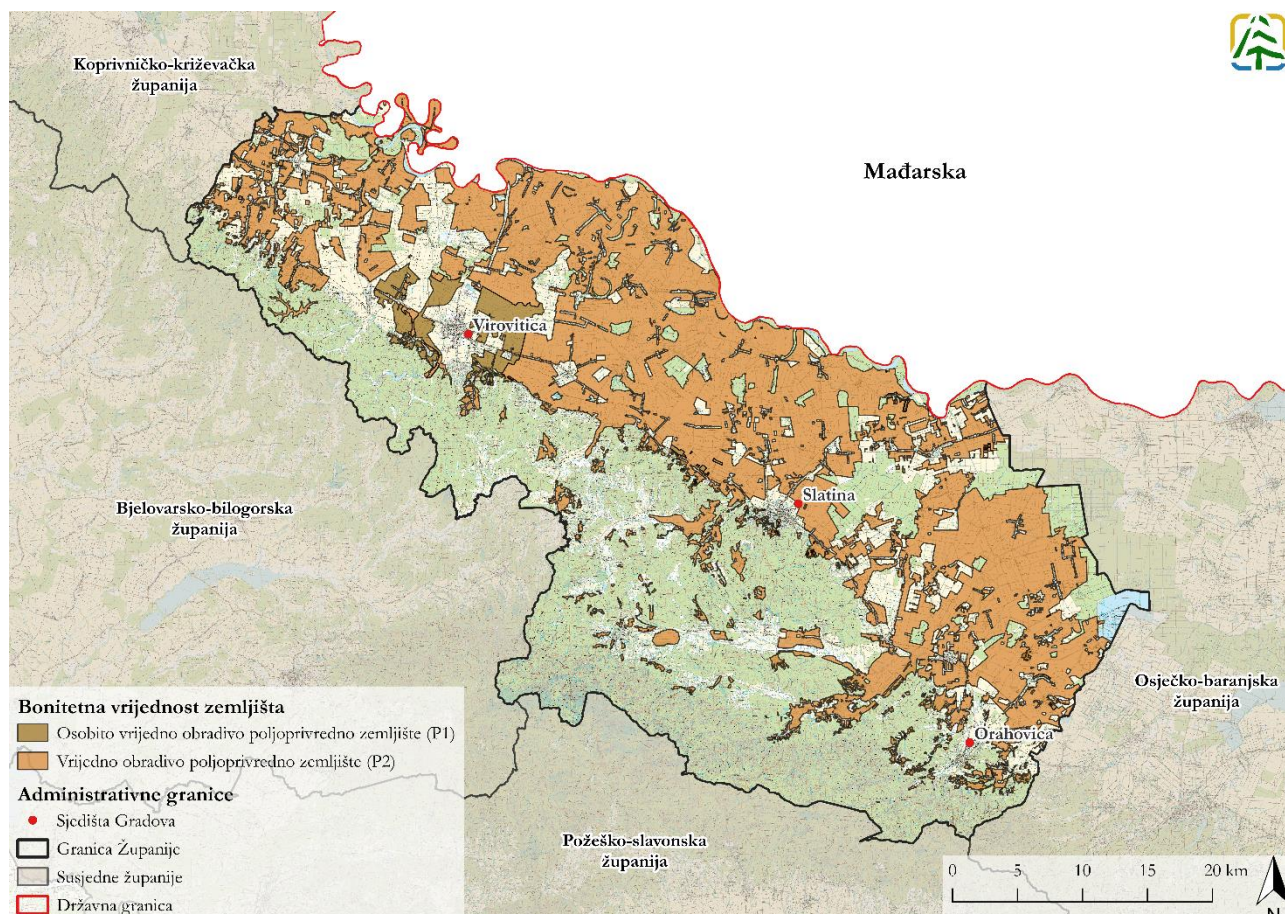 Koprivničko-križevačka
županija
Mađarska
Virovitica
Slatina
Bjelovarsko-bilogorska
županija
Osječko-baranjska
županija
Orahovica
Požeško-slavonska
županija
Bonitetna vrijednost zemljišta
Osobito vrijedno obradivo poljoprivredno zemljište (P1)
Vrijedno obradivo poljoprivredno zemljište (P2)
Administrativne granice
Sjedišta Gradova
Granica Županije
Susjedne županije
Državna granica
0 5 10 15 20 km
N